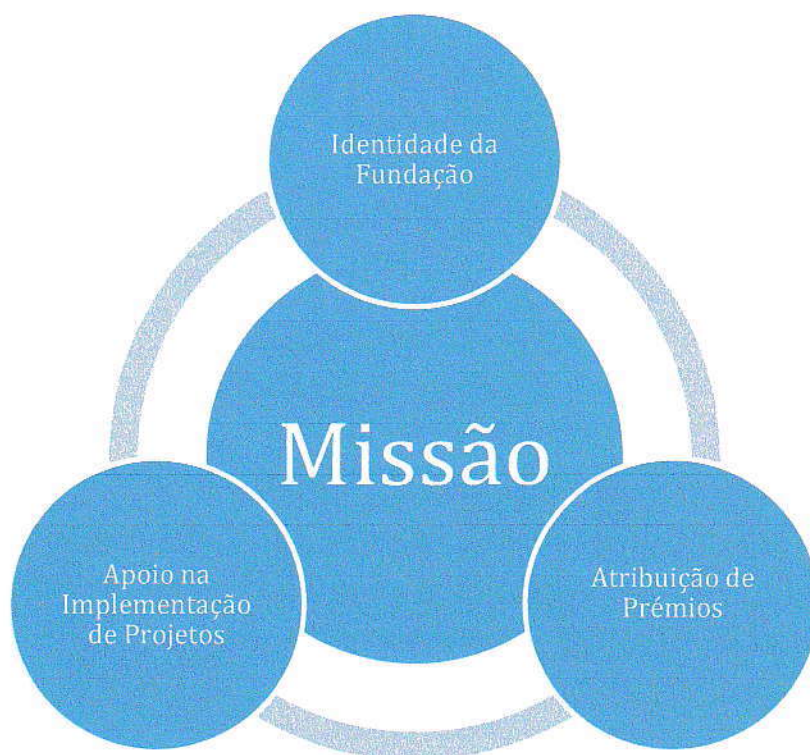 Identidade da
Fundação
Missão
Apoio na
Implementação
de Projetos
Atribuição de
Prémios